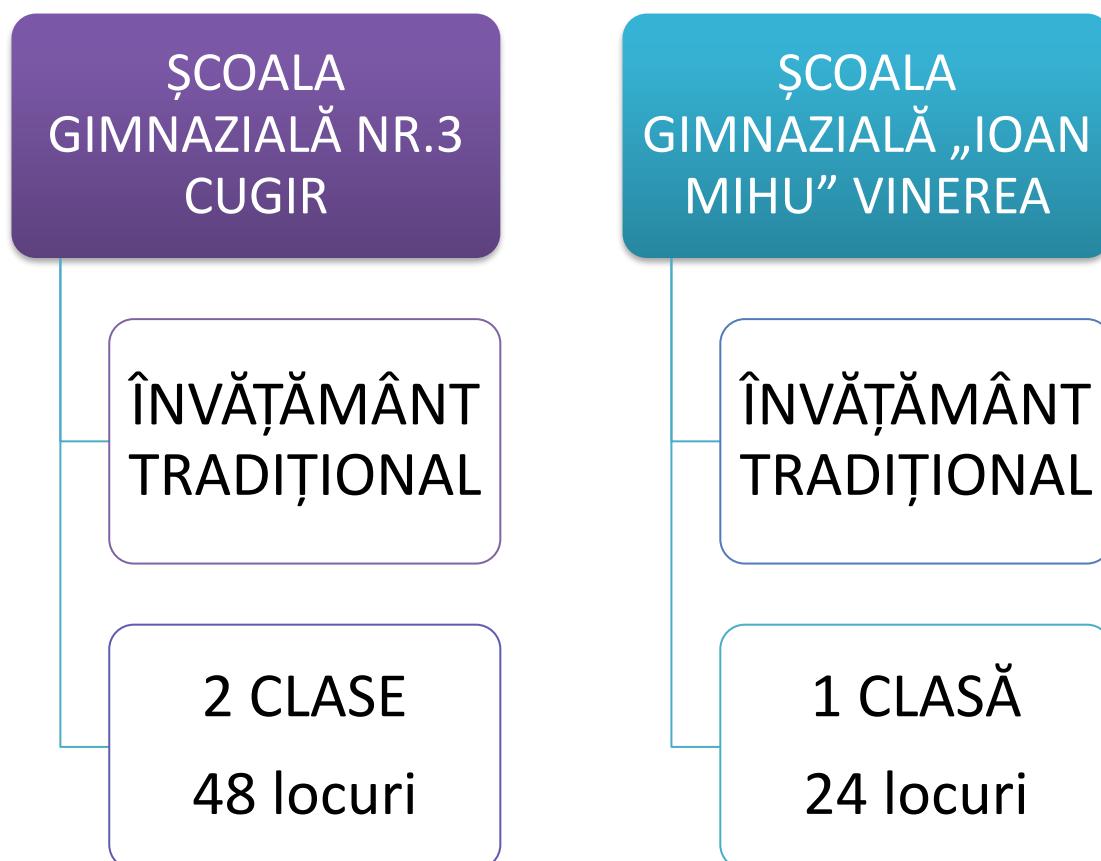 ȘCOALA
GIMNAZIALĂ NR.3
CUGIR
ÎNVĂȚĂMÂNT
TRADIȚIONAL
2 CLASE
48 locuri
ȘCOALA
GIMNAZIALĂ „IOAN
MIHU” VINEREA
ÎNVĂȚĂMÂNT
TRADIȚIONAL
1 CLASĂ
24 locuri